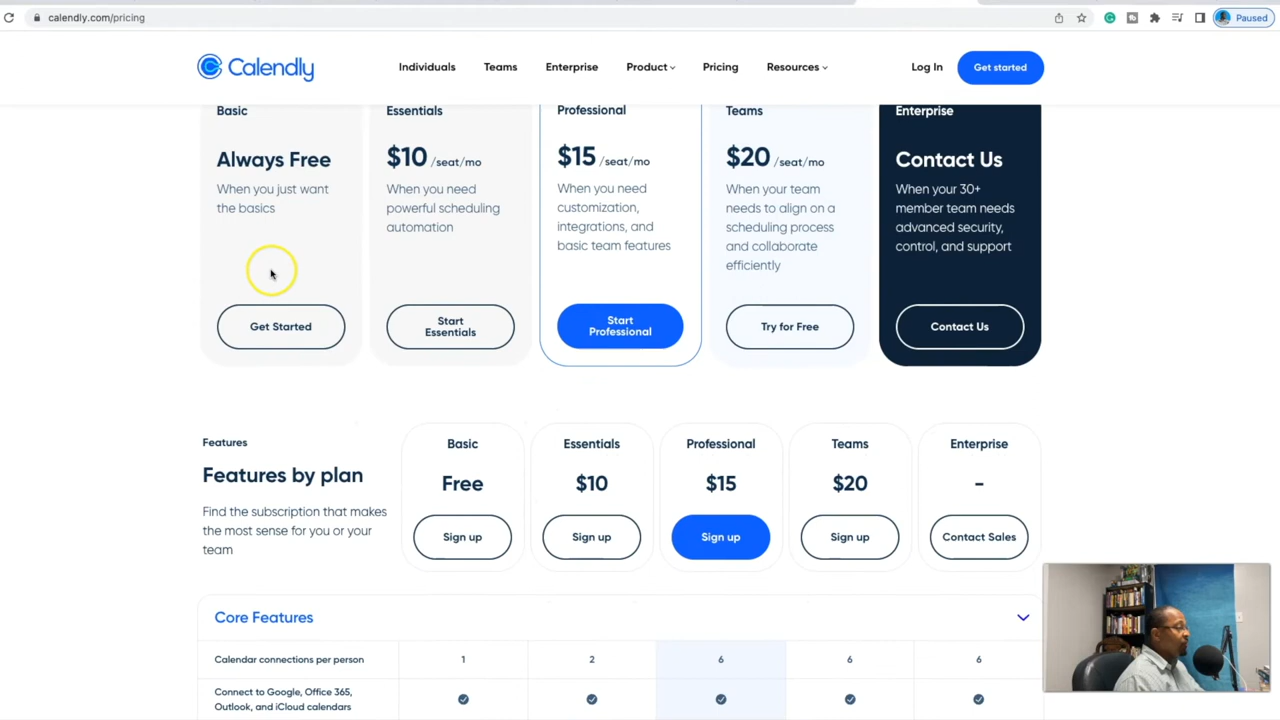 calendly.com/pricing
Paused
Calendly
Individuals
Teams
Enterprise
Product
Pricing
Resources
Log In
Get started
Basic
Always Free
When you just want
the basics
Get Started
Essentials
$10 /seat/mo
When you need
powerful scheduling
automation
Start
Essentials
Professional
$15 /seat/mo
When you need
customization,
integrations, and
basic team features
Start
Professional
Teams
$20 /seat/mo
When your team
needs to align on a
scheduling process
and collaborate
efficiently
Try for Free
Enterprise
Contact Us
When your 30+
member team needs
advanced security,
control, and support
Contact Us
Features
Features by plan
Find the subscription that makes
the most sense for you or your
team
Basic
Free
Sign up
Essentials
$10
Sign up
Professional
$15
Sign up
Teams
$20
Sign up
Enterprise
-
Contact Sales
Core Features
Calendar connections per person
1
2
6
6
6
Connect to Google, Office 365,
Outlook, and iCloud calendars